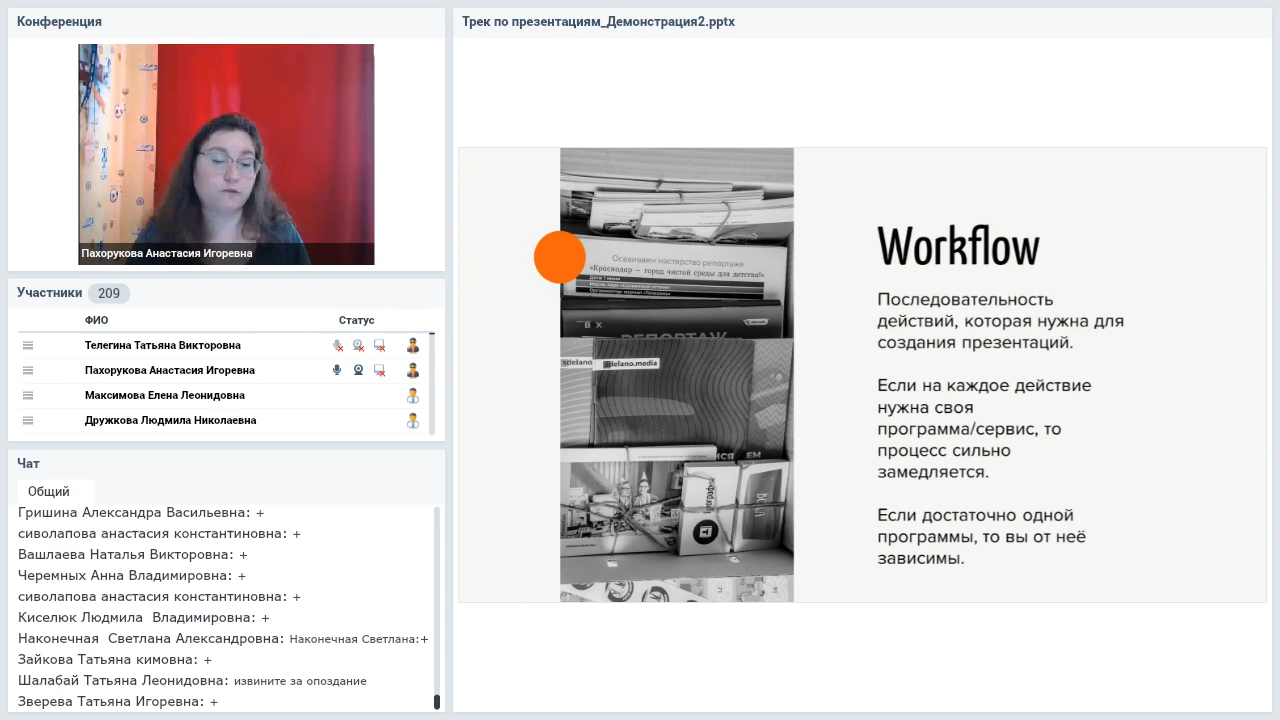 Конференция
Пахорукова Анастасия Игоревна
Участники 209
ФИО Статус
Телегина Татьяна Викторовна
Пахорукова Анастасия Игоревна
Максимова Елена Леонидовна
Дружкова Людмила Николаевна
Чат
Общий
Гришина Александра Васильевна: +
сиволапова анастасия константиновна: +
Вашлаева Наталья Викторовна: +
Черемных Анна Владимировна: +
сиволапова анастасия константиновна: +
Киселюк Людмила  Владимировна: +
Наконечная  Светлана Александровна: Наконечная Светлана:+
Зайкова Татьяна кимовна: +
Шалабай Татьяна Леонидовна: извините за опоздание
Зверева Татьяна Игоревна: +
Трек по презентациям_Демонстрация2.pptx
Осваиваем мастерство репортажа
«Краснодар — город чистой среды для детства!»
РЕПОРТАЖ
sdelano.media
Workflow
Последовательность
действий, которая нужна для
создания презентаций.
Если на каждое действие
нужна своя
программа/сервис, то
процесс сильно
замедляется.
Если достаточно одной
программы, то вы от неё
зависимы.